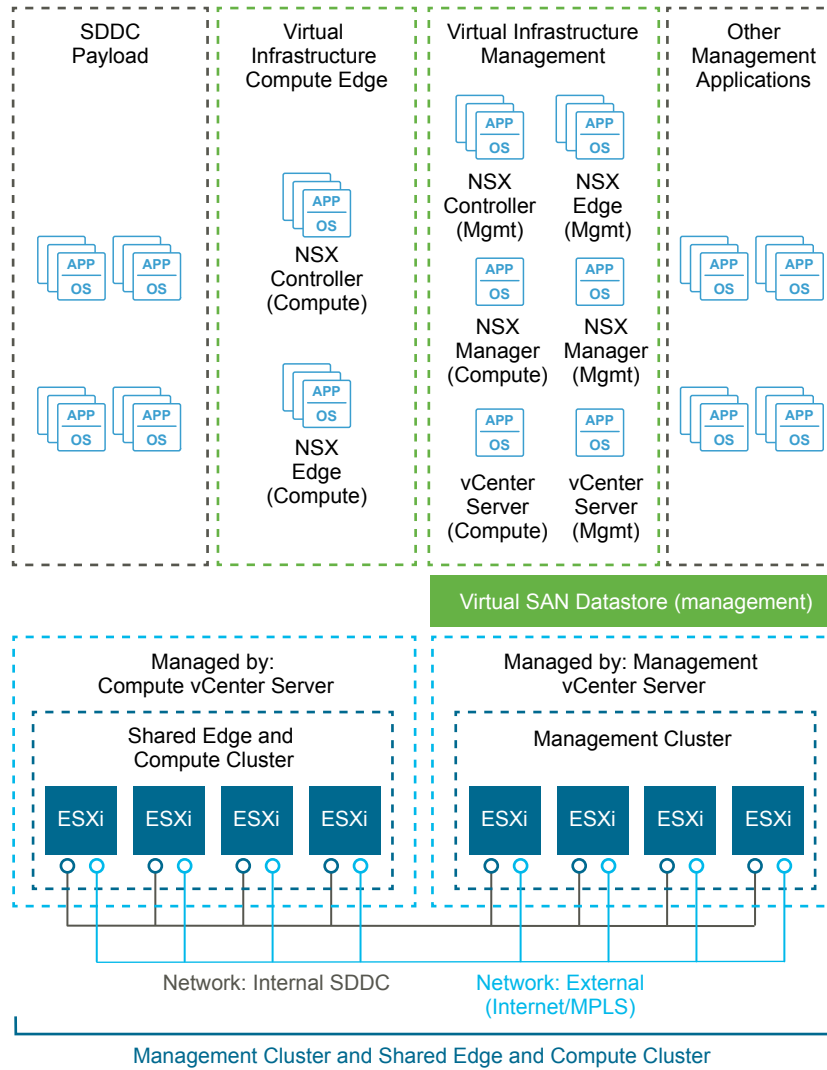 SDDC
Payload
Virtual
Infrastructure
Compute Edge
Virtual Infrastructure
Management
Other
Management
Applications
APP
OS
APP
OS
APP
OS
APP
OS
APP
OS
NSX
Controller
(Compute)
APP
OS
NSX
Edge
(Compute)
APP
OS
NSX
Controller
(Mgmt)
APP
OS
NSX
Edge
(Mgmt)
APP
OS
NSX
Manager
(Compute)
APP
OS
NSX
Manager
(Mgmt)
APP
OS
vCenter
Server
(Compute)
APP
OS
vCenter
Server
(Mgmt)
APP
OS
APP
OS
APP
OS
APP
OS
Virtual SAN Datastore (management)
Managed by:
Compute vCenter Server
Shared Edge and
Compute Cluster
ESXi
ESXi
ESXi
ESXi
Managed by: Management
vCenter Server
Management Cluster
ESXi
ESXi
ESXi
ESXi
Network: Internal SDDC
Network: External
(Internet/MPLS)
Management Cluster and Shared Edge and Compute Cluster